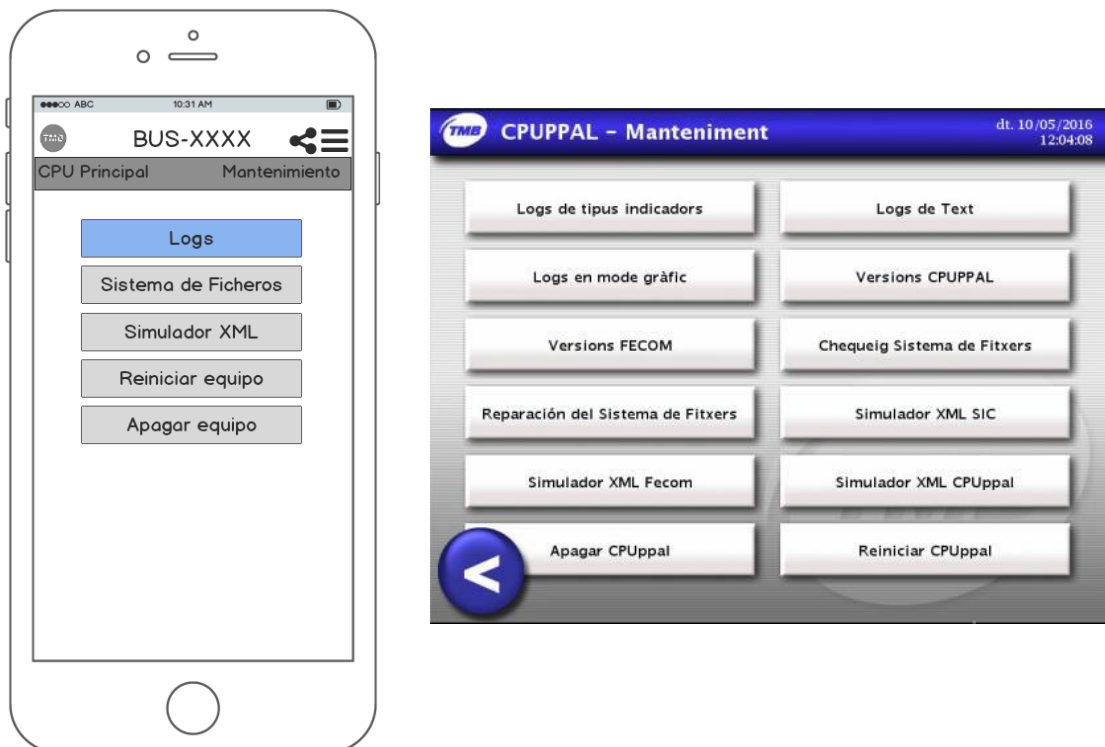 ABC 10:31 AM
TMB BUS-XXXX
CPU Principal Mantenimiento
Logs
Sistema de Ficheros
Simulador XML
Reiniciar equipo
Apagar equipo
TMB CPUPPAL - Manteniment dt. 10/05/2016
12:04:08
Logs de tipus indicadors Logs de Text
Logs en mode gràfic Versions CPUPPAL
Versions FECOM Chequeig Sistema de Fitxers
Reparación del Sistema de Fitxers Simulador XML SIC
Simulador XML Fecom Simulador XML CPUppal
Apagar CPUppal Reiniciar CPUppal
<